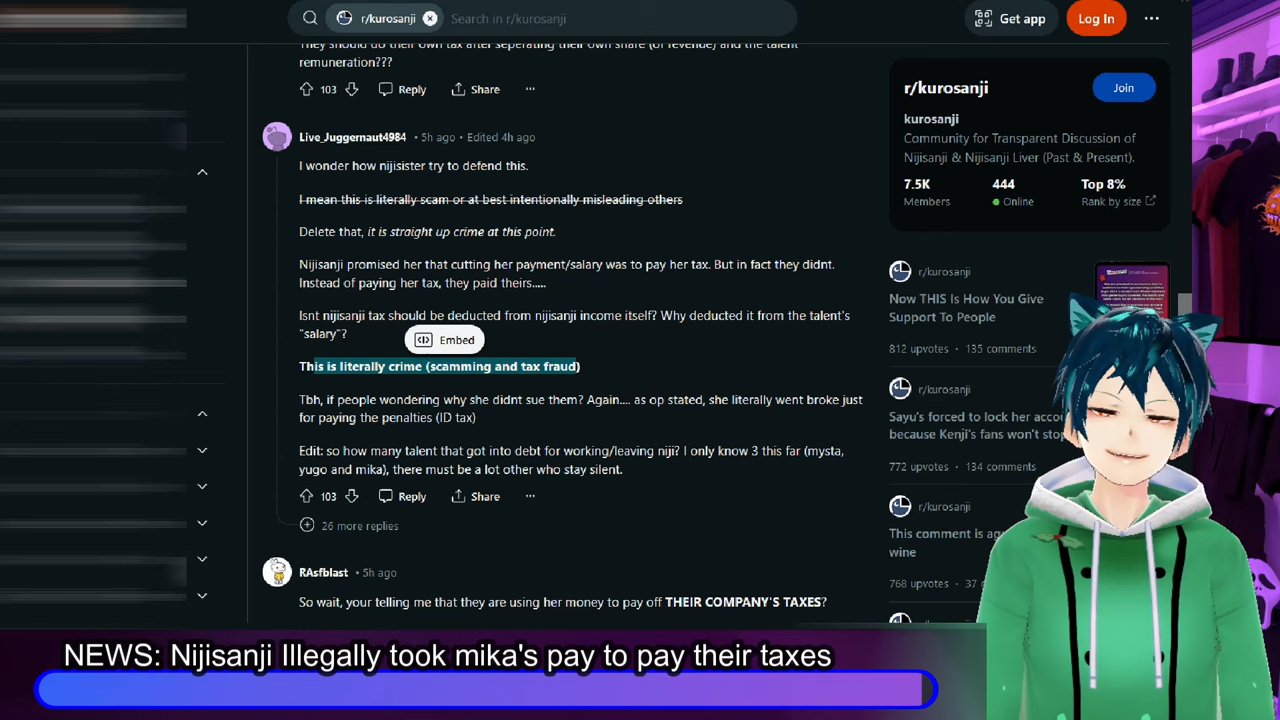 r/kurosanji
Search in r/kurosanji
Get app
Log In
They should do their own tax after seperating their own share (of revenue) and the talent
remuneration???
103 Reply Share
Live_Juggernaut4984 • 5h ago • Edited 4h ago
I wonder how nijisister try to defend this.
I mean this is literally scam or at best intentionally misleading others
Delete that, it is straight up crime at this point.
Nijisanji promised her that cutting her payment/salary was to pay her tax. But in fact they didnt.
Instead of paying her tax, they paid theirs.....
Isnt nijisanji tax should be deducted from nijisanji income itself? Why deducted it from the talent's
"salary"?
Embed
This is literally crime (scamming and tax fraud)
Tbh, if people wondering why she didnt sue them? Again.... as op stated, she literally went broke just
for paying the penalties (ID tax)
Edit: so how many talent that got into debt for working/leaving niji? I only know 3 this far (mysta,
yugo and mika), there must be a lot other who stay silent.
103 Reply Share
26 more replies
RAsfblast • 5h ago
So wait, your telling me that they are using her money to pay off THEIR COMPANY'S TAXES?
r/kurosanji
Join
kurosanji
Community for Transparent Discussion of
Nijisanji & Nijisanji Liver (Past & Present).
7.5K 444 Top 8%
Members Online Rank by size
r/kurosanji
Now THIS Is How You Give
Support To People
812 upvotes • 135 comments
r/kurosanji
Sayu's forced to lock her
because Kenji's fans won't stop
772 upvotes • 134 comments
r/kurosanji
This comment is
wine
768 upvotes • 37
NEWS: Nijisanji Illegally took mika's pay to pay their taxes